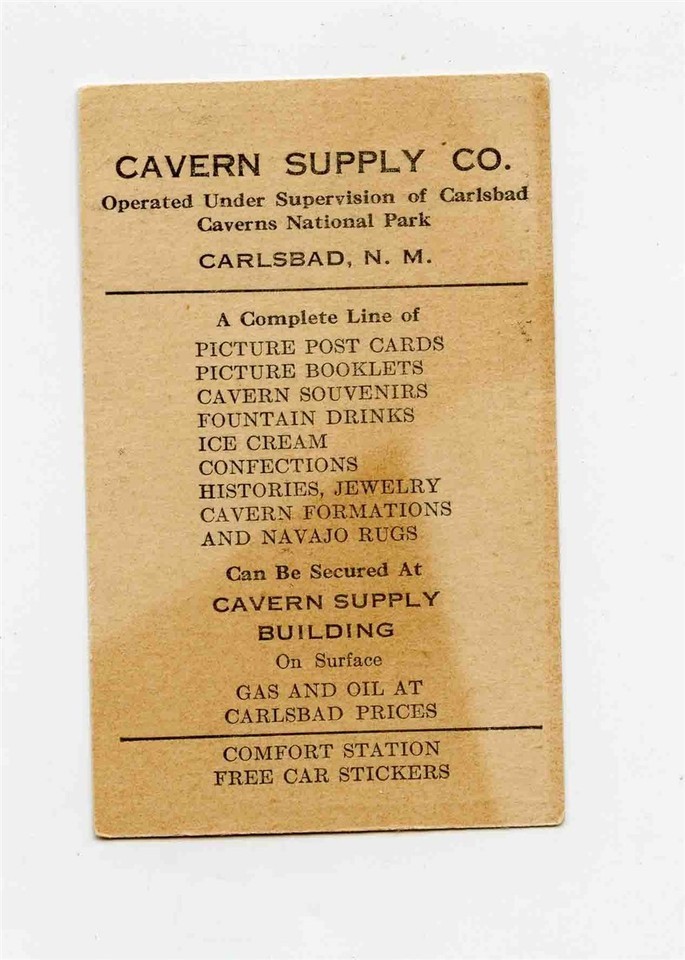 CAVERN SUPPLY CO.
Operated Under Supervision of Carlsbad
Caverns National Park
CARLSBAD, N. M.
A Complete Line of
PICTURE POST CARDS
PICTURE BOOKLETS
CAVERN SOUVENIRS
FOUNTAIN DRINKS
ICE CREAM
CONFECTIONS
HISTORIES, JEWELRY
CAVERN FORMATIONS
AND NAVAJO RUGS
Can Be Secured At
CAVERN SUPPLY
BUILDING
On Surface
GAS AND OIL AT
CARLSBAD PRICES
COMFORT STATION
FREE CAR STICKERS